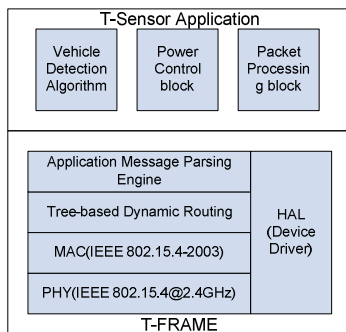 T-Sensor Application
Vehicle
Detection
Algorithm
Power
Control
block
Packet
Processin
g block
Application Message Parsing
Engine
Tree-based Dynamic Routing
MAC(IEEE 802.15.4-2003)
PHY(IEEE 802.15.4@2.4GHz)
HAL
(Device
Driver)
T-FRAME